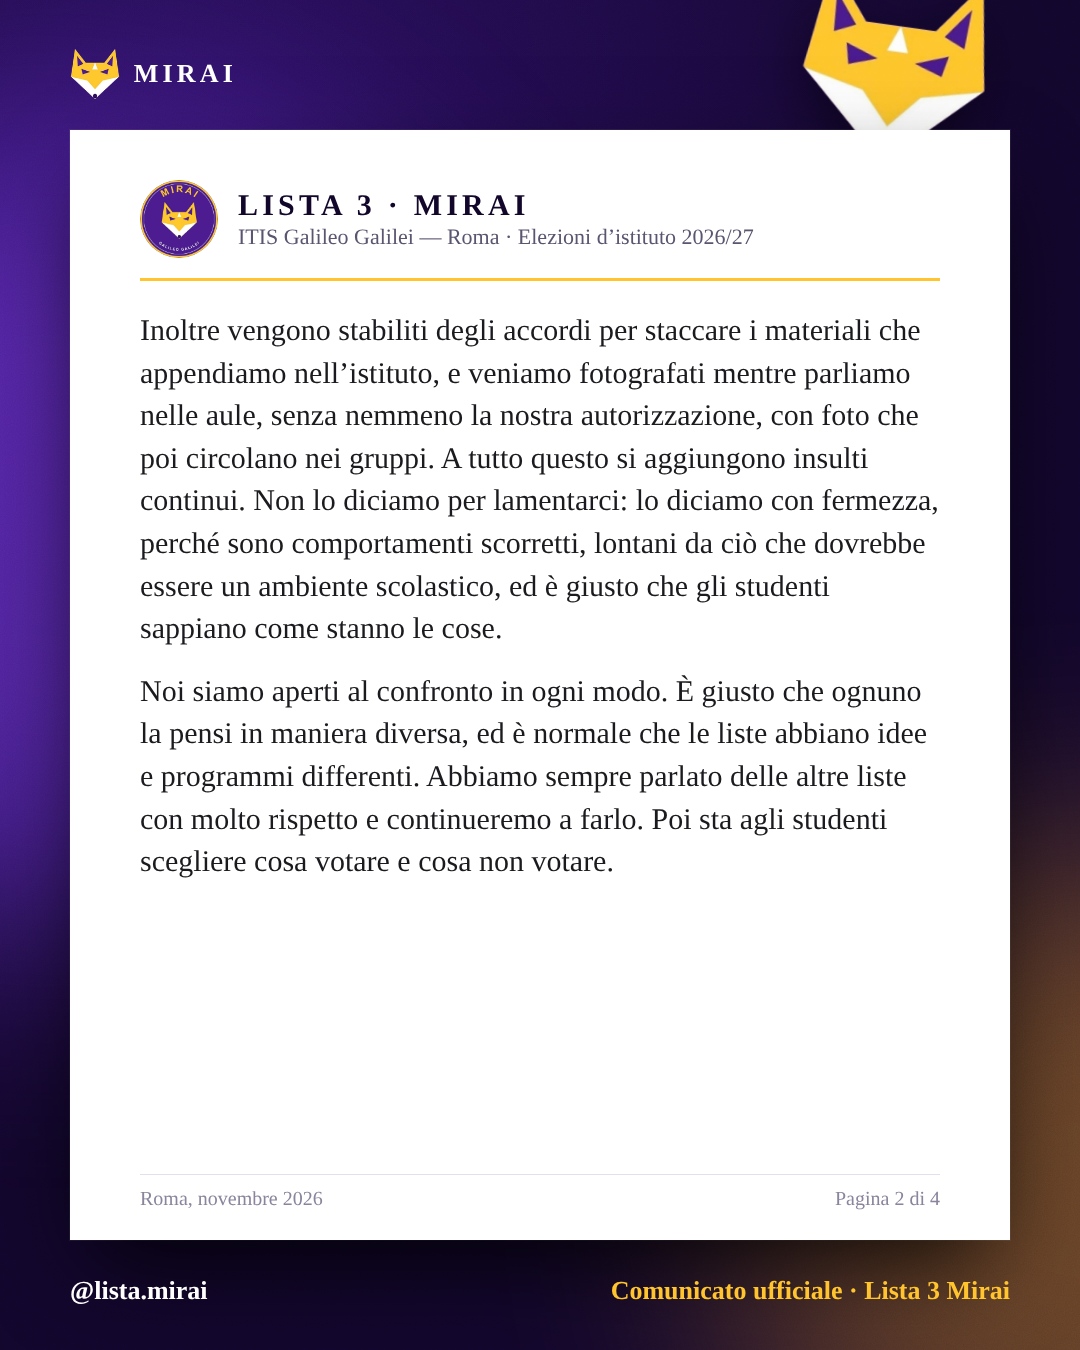 MIRAI
MIRAI
GALILEO GALILEI
LISTA 3 · MIRAI
ITIS Galileo Galilei — Roma · Elezioni d’istituto 2026/27
Inoltre vengono stabiliti degli accordi per staccare i materiali che
appendiamo nell’istituto, e veniamo fotografati mentre parliamo
nelle aule, senza nemmeno la nostra autorizzazione, con foto che
poi circolano nei gruppi. A tutto questo si aggiungono insulti
continui. Non lo diciamo per lamentarci: lo diciamo con fermezza,
perché sono comportamenti scorretti, lontani da ciò che dovrebbe
essere un ambiente scolastico, ed è giusto che gli studenti
sappiano come stanno le cose.
Noi siamo aperti al confronto in ogni modo. È giusto che ognuno
la pensi in maniera diversa, ed è normale che le liste abbiano idee
e programmi differenti. Abbiamo sempre parlato delle altre liste
con molto rispetto e continueremo a farlo. Poi sta agli studenti
scegliere cosa votare e cosa non votare.
Roma, novembre 2026
Pagina 2 di 4
@lista.mirai
Comunicato ufficiale · Lista 3 Mirai